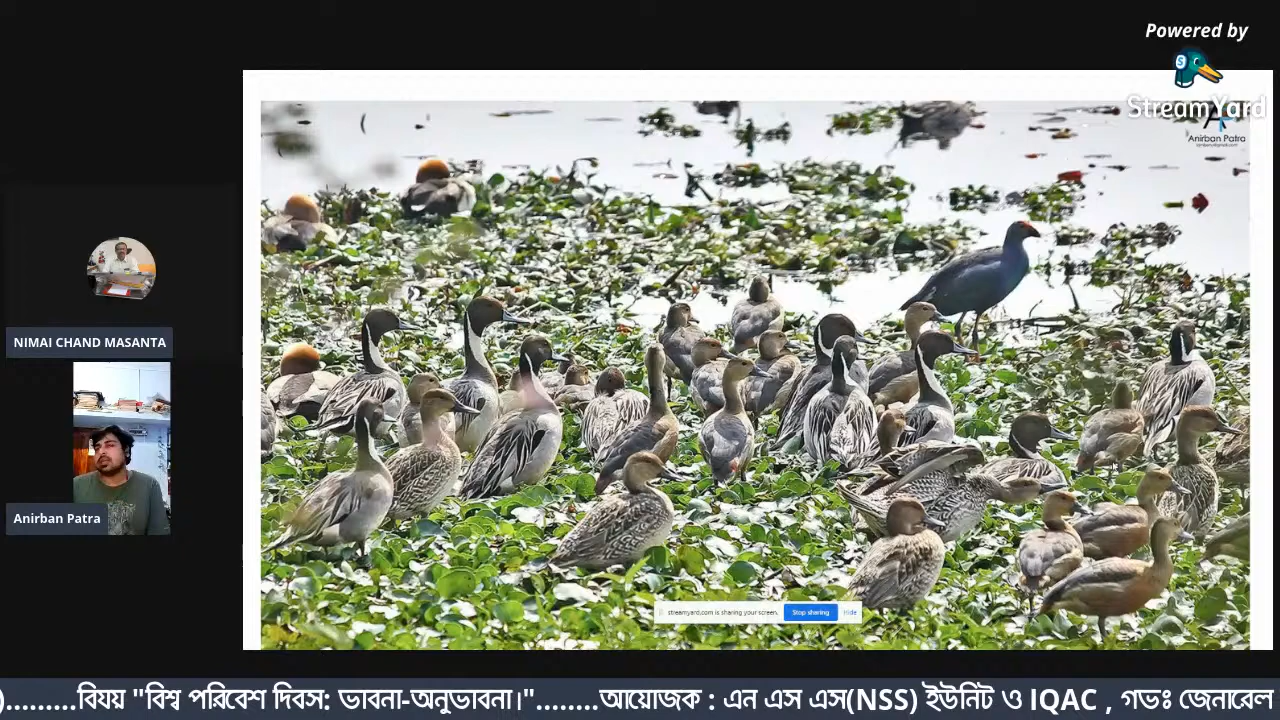 Powered by
StreamYard
Anirban Patra
NIMAI CHAND MASANTA
Anirban Patra
streamyard.com is sharing your screen.
Stop sharing
Hide
).........বিষয় "বিশ্ব পরিবেশ দিবস: ভাবনা-অনুভাবনা।"........আয়োজক : এন এস এস(NSS) ইউনিট ও IQAC , গভঃ জেনারেল